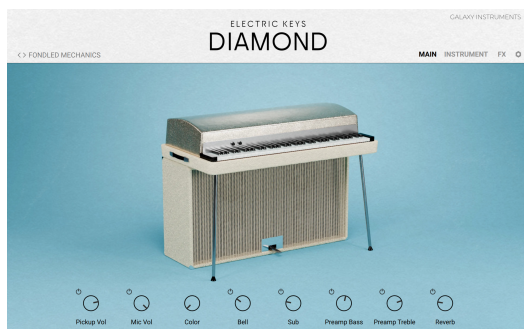 GALAXY INSTRUMENTS
ELECTRIC KEYS
DIAMOND
< > FONDLED MECHANICS
MAIN INSTRUMENT FX
Pickup Vol Mic Vol Color Bell Sub Preamp Bass Preamp Treble Reverb